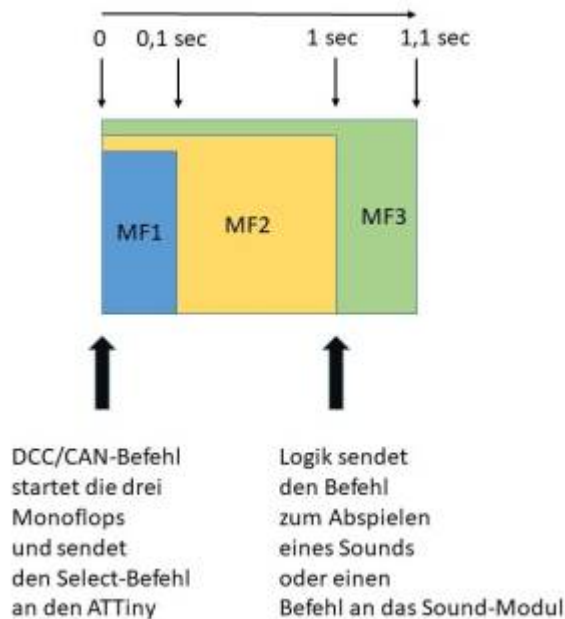 0 0,1 sec 1 sec 1,1 sec
MF1 MF2 MF3
DCC/CAN-Befehl
startet die drei
Monoflops
und sendet
den Select-Befehl
an den ATTiny
Logik sendet
den Befehl
zum Abspielen
eines Sounds
oder einen
Befehl an das Sound-Modul